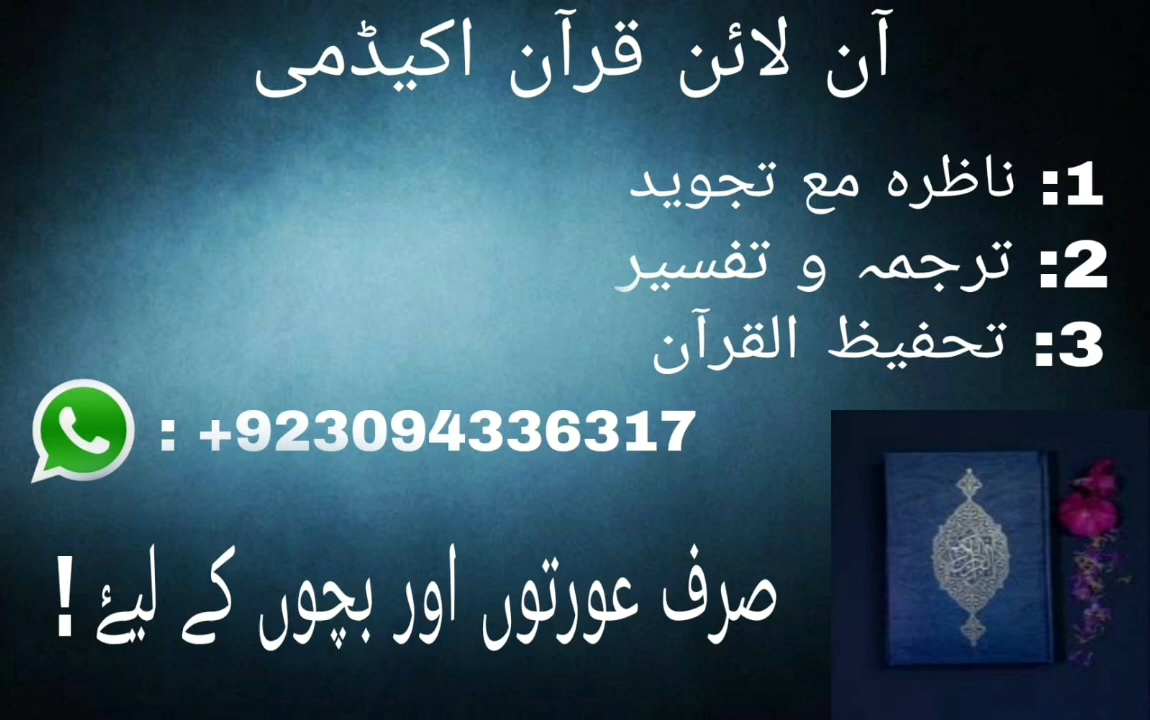 آن لائن قرآن اکیڈمی
1: ناظرہ مع تجوید
2: ترجمہ و تفسیر
3: تحفیظ القرآن
: +923094336317
صرف عورتوں اور بچوں کے لیۓ !